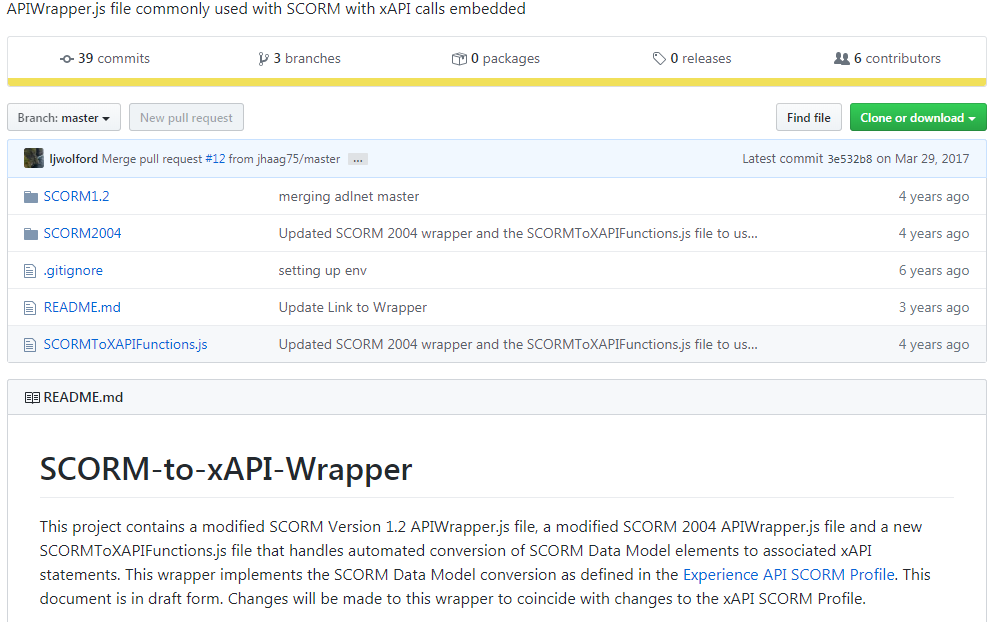 APIWrapper.js file commonly used with SCORM with xAPI calls embedded
39 commits 3 branches 0 packages 0 releases 6 contributors
Branch: master New pull request Find file Clone or download
ljwolford Merge pull request #12 from jhaag75/master ... Latest commit 3e532b8 on Mar 29, 2017
SCORM1.2 merging adlnet master 4 years ago
SCORM2004 Updated SCORM 2004 wrapper and the SCORMToXAPIFunctions.js file to us... 4 years ago
.gitignore setting up env 6 years ago
README.md Update Link to Wrapper 3 years ago
SCORMToXAPIFunctions.js Updated SCORM 2004 wrapper and the SCORMToXAPIFunctions.js file to us... 4 years ago
README.md
SCORM-to-xAPI-Wrapper
This project contains a modified SCORM Version 1.2 APIWrapper.js file, a modified SCORM 2004 APIWrapper.js file and a new
SCORMToXAPIFunctions.js file that handles automated conversion of SCORM Data Model elements to associated xAPI
statements. This wrapper implements the SCORM Data Model conversion as defined in the Experience API SCORM Profile. This
document is in draft form. Changes will be made to this wrapper to coincide with changes to the xAPI SCORM Profile.